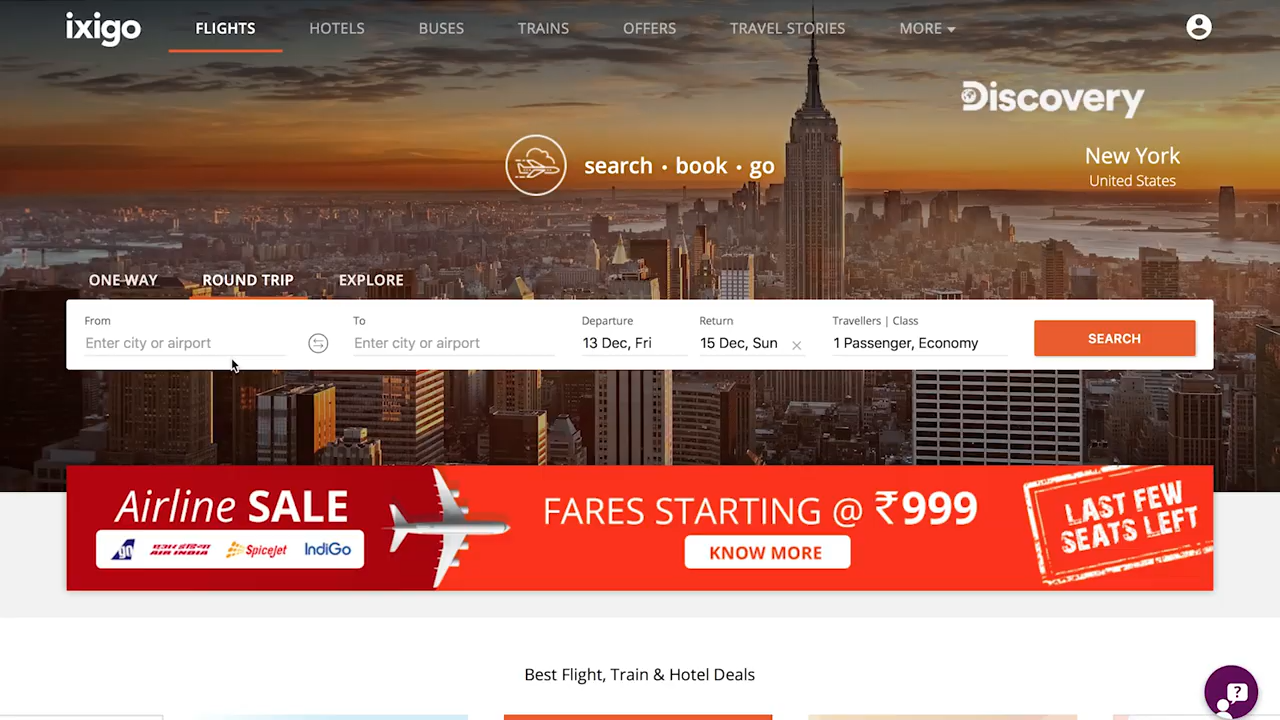 ixigo
FLIGHTS
HOTELS
BUSES
TRAINS
OFFERS
TRAVEL STORIES
MORE
Discovery
search · book · go
New York
United States
ONE WAY
ROUND TRIP
EXPLORE
From
Enter city or airport
To
Enter city or airport
Departure
13 Dec, Fri
Return
15 Dec, Sun
Travellers | Class
1 Passenger, Economy
SEARCH
Airline SALE
go
AIR INDIA
SpiceJet
IndiGo
FARES STARTING @ ₹999
KNOW MORE
LAST FEW
SEATS LEFT
Best Flight, Train & Hotel Deals
?